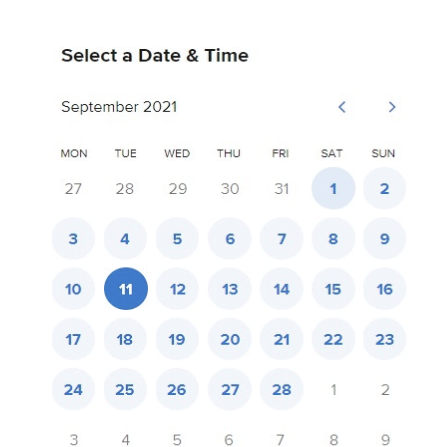 Select a Date & Time
September 2021
MON TUE WED THU FRI SAT SUN
27 28 29 30 31 1 2
3 4 5 6 7 8 9
10 11 12 13 14 15 16
17 18 19 20 21 22 23
24 25 26 27 28 1 2
3 4 5 6 7 8 9